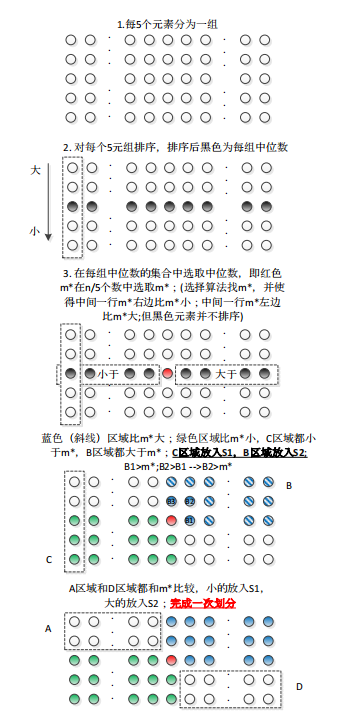 1.每5个元素分为一组
2. 对每个5元组排序，排序后黑色为每组中位数
大
小
3. 在每组中位数的集合中选取中位数，即红色
m*在n/5个数中选取m*；(选择算法找m*，并使
得中间一行m*右边比m*小；中间一行m*左边
比m*大;但黑色元素并不排序)
小于
大于
蓝色（斜线）区域比m*大；绿色区域比m*小，C区域都小
于m*，B区域都大于m*；C区域放入S1，B区域放入S2;
B1>m*;B2>B1 -->B2>m*
B
B3 B2
B1
C
A区域和D区域都和m*比较，小的放入S1，
大的放入S2；完成一次划分
A
D